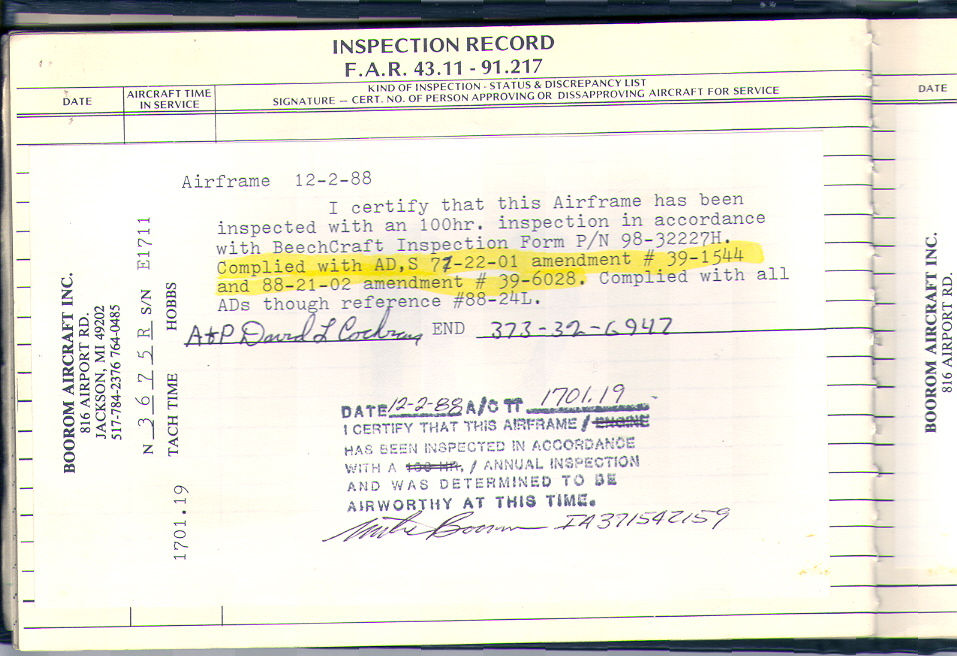 INSPECTION RECORD
F.A.R. 43.11 - 91.217
DATE
AIRCRAFT TIME
IN SERVICE
KIND OF INSPECTION - STATUS & DISCREPANCY LIST
SIGNATURE — CERT. NO. OF PERSON APPROVING OR DISSAPPROVING AIRCRAFT FOR SERVICE
DATE
BOOROM AIRCRAFT INC.
816 AIRPORT RD.
JACKSON, MI 49202
517-784-2376 764-0485
N 3675R S/N E1711
TACH TIME HOBBS
1701.19
Airframe 12-2-88
I certify that this Airframe has been
inspected with an 100hr. inspection in accordance
with BeechCraft Inspection Form P/N 98-32227H.
Complied with AD,S 77-22-01 amendment # 39-1544
and 88-21-02 amendment # 39-6028. Complied with all
ADs though reference #88-24L.
A&P David L Cochran END 373-32-6947
DATE 12-2-88 A/C TT 1701.19
I CERTIFY THAT THIS AIRFRAME / ENGINE
HAS BEEN INSPECTED IN ACCORDANCE
WITH A 100 HR. / ANNUAL INSPECTION
AND WAS DETERMINED TO BE
AIRWORTHY AT THIS TIME.
Mike Boorom IA371542159
BOOROM AIRCRAFT INC.
816 AIRPORT RD.